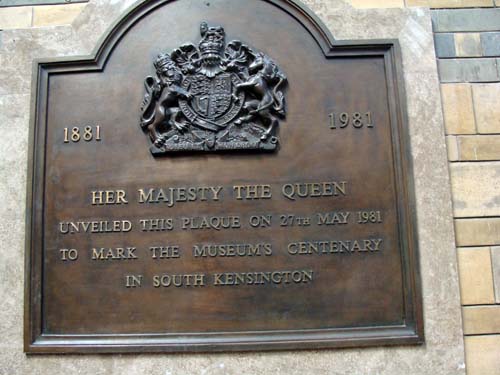 1881 1981
HER MAJESTY THE QUEEN
UNVEILED THIS PLAQUE ON 27TH MAY 1981
TO MARK THE MUSEUM'S CENTENARY
IN SOUTH KENSINGTON